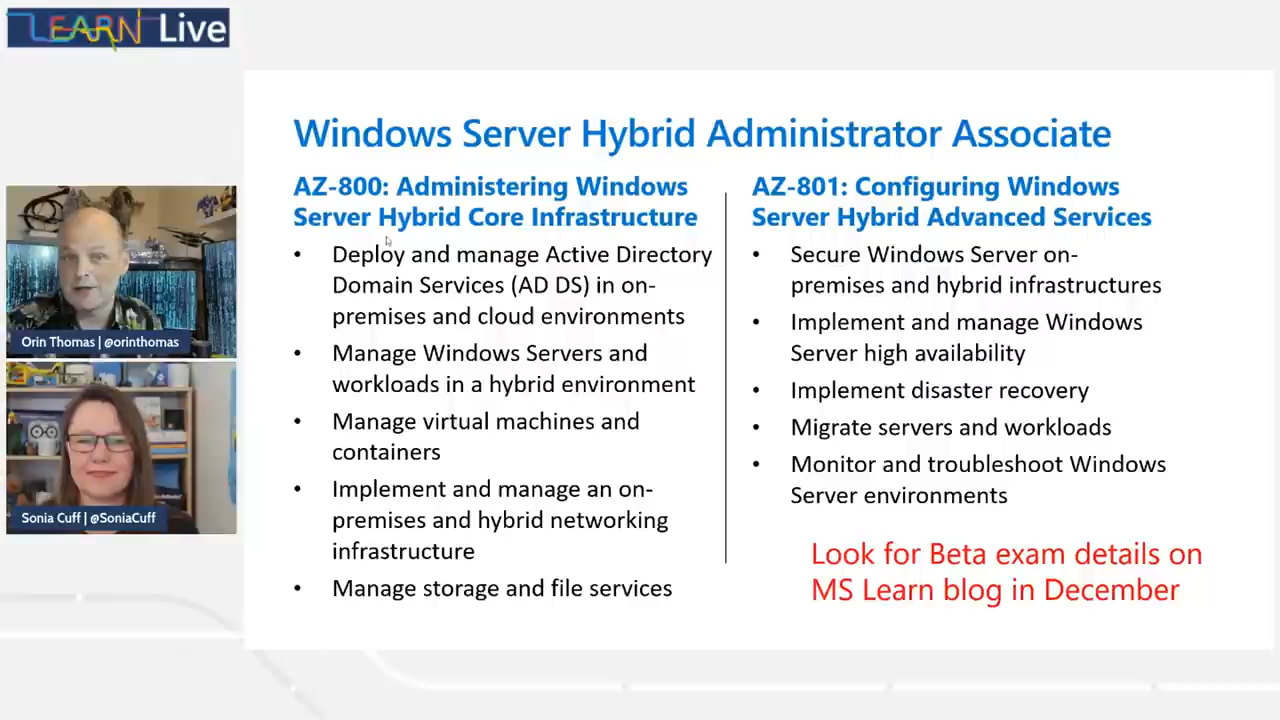 LEARN Live
Windows Server Hybrid Administrator Associate
AZ-800: Administering Windows
Server Hybrid Core Infrastructure
• Deploy and manage Active Directory
Domain Services (AD DS) in on-
premises and cloud environments
• Manage Windows Servers and
workloads in a hybrid environment
• Manage virtual machines and
containers
• Implement and manage an on-
premises and hybrid networking
infrastructure
• Manage storage and file services
AZ-801: Configuring Windows
Server Hybrid Advanced Services
• Secure Windows Server on-
premises and hybrid infrastructures
• Implement and manage Windows
Server high availability
• Implement disaster recovery
• Migrate servers and workloads
• Monitor and troubleshoot Windows
Server environments
Look for Beta exam details on
MS Learn blog in December
Orin Thomas | @orinthomas
Sonia Cuff | @SoniaCuff